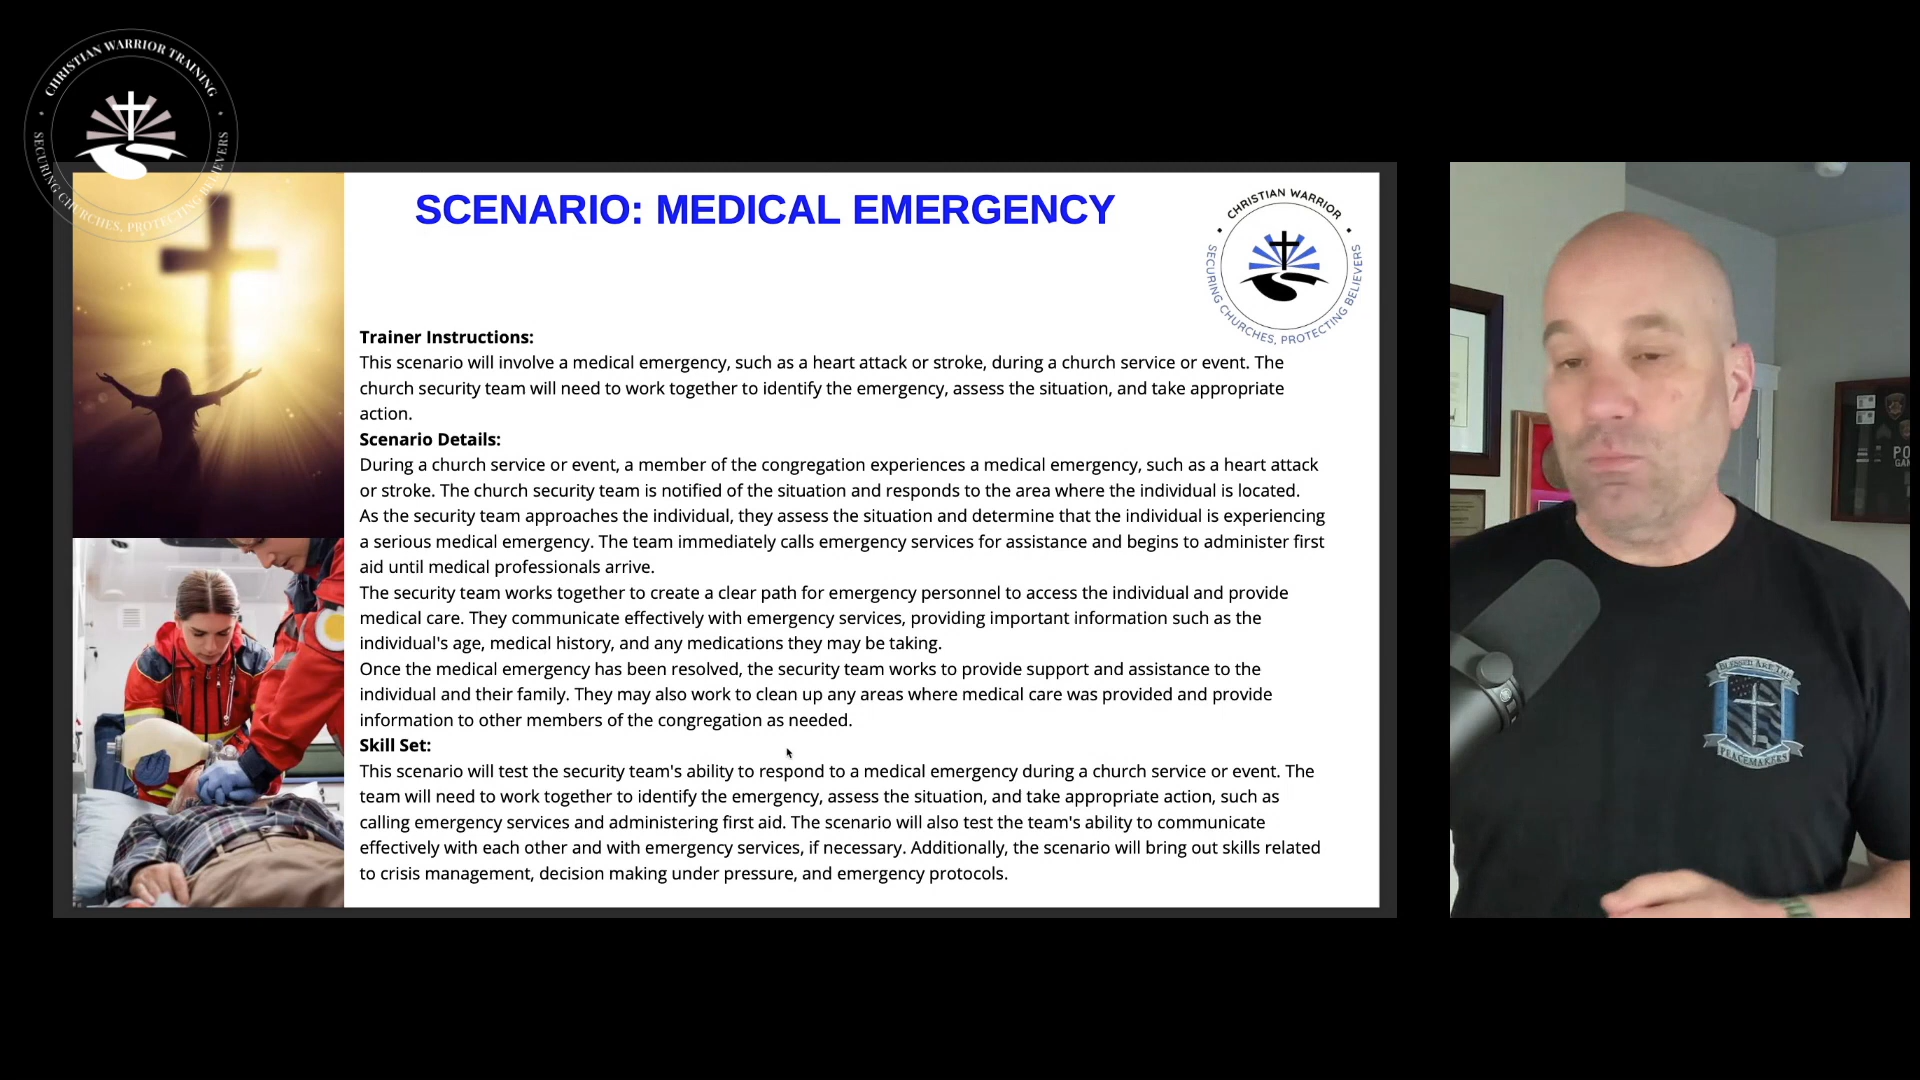 CHRISTIAN WARRIOR TRAINING
SECURING CHURCHES, PROTECTING BELIEVERS
SCENARIO: MEDICAL EMERGENCY
CHRISTIAN WARRIOR
SECURING CHURCHES, PROTECTING BELIEVERS
Trainer Instructions:
This scenario will involve a medical emergency, such as a heart attack or stroke, during a church service or event. The
church security team will need to work together to identify the emergency, assess the situation, and take appropriate
action.
Scenario Details:
During a church service or event, a member of the congregation experiences a medical emergency, such as a heart attack
or stroke. The church security team is notified of the situation and responds to the area where the individual is located.
As the security team approaches the individual, they assess the situation and determine that the individual is experiencing
a serious medical emergency. The team immediately calls emergency services for assistance and begins to administer first
aid until medical professionals arrive.
The security team works together to create a clear path for emergency personnel to access the individual and provide
medical care. They communicate effectively with emergency services, providing important information such as the
individual's age, medical history, and any medications they may be taking.
Once the medical emergency has been resolved, the security team works to provide support and assistance to the
individual and their family. They may also work to clean up any areas where medical care was provided and provide
information to other members of the congregation as needed.
Skill Set:
This scenario will test the security team's ability to respond to a medical emergency during a church service or event. The
team will need to work together to identify the emergency, assess the situation, and take appropriate action, such as
calling emergency services and administering first aid. The scenario will also test the team's ability to communicate
effectively with each other and with emergency services, if necessary. Additionally, the scenario will bring out skills related
to crisis management, decision making under pressure, and emergency protocols.
BLESSED ARE THE
PEACEMAKERS